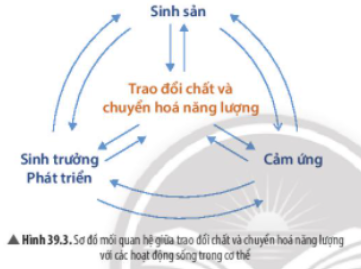 Sinh sản
Trao đổi chất và
chuyển hoá năng lượng
Sinh trưởng
Phát triển
Cảm ứng
▲ Hình 39.3. Sơ đồ mối quan hệ giữa trao đổi chất và chuyển hoá năng lượng
với các hoạt động sống trong cơ thể